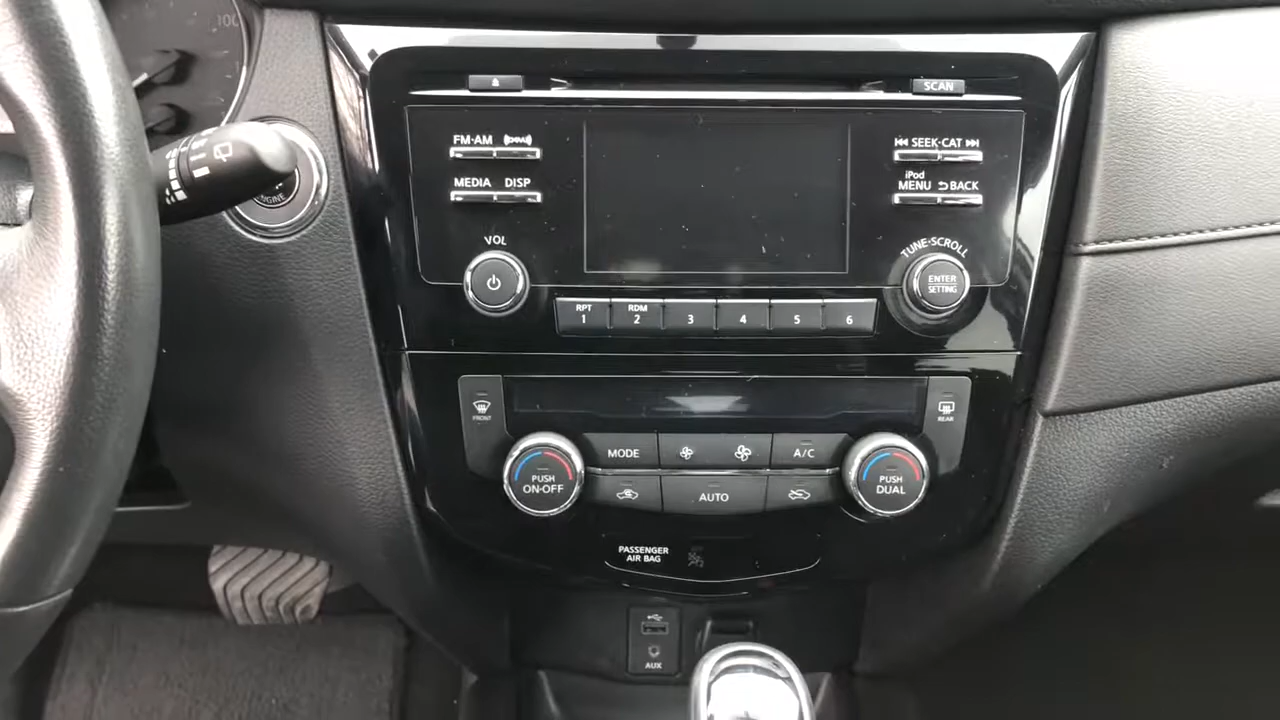 100
SCAN
FM·AM
SEEK·CAT
MEDIA DISP
iPod
MENU BACK
VOL
TUNE·SCROLL
ENTER
SETTING
RPT
1
RDM
2
3
4
5
6
FRONT
REAR
MODE
A/C
PUSH
ON·OFF
AUTO
PUSH
DUAL
PASSENGER
AIR BAG
AUX
ENGINE